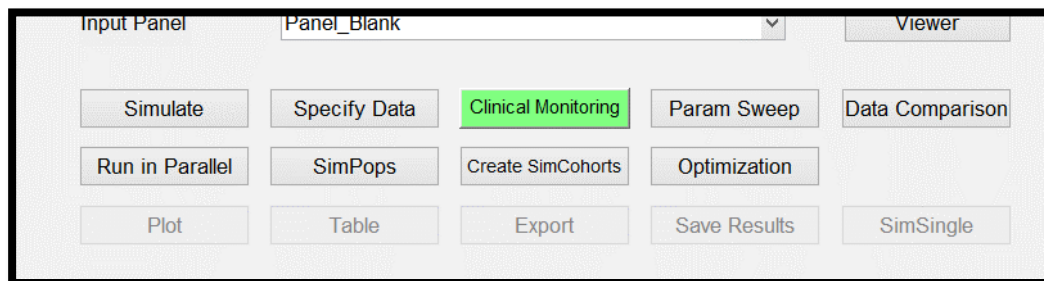 Input Panel Panel_Blank Viewer
Simulate Specify Data Clinical Monitoring Param Sweep Data Comparison
Run in Parallel SimPops Create SimCohorts Optimization
Plot Table Export Save Results SimSingle